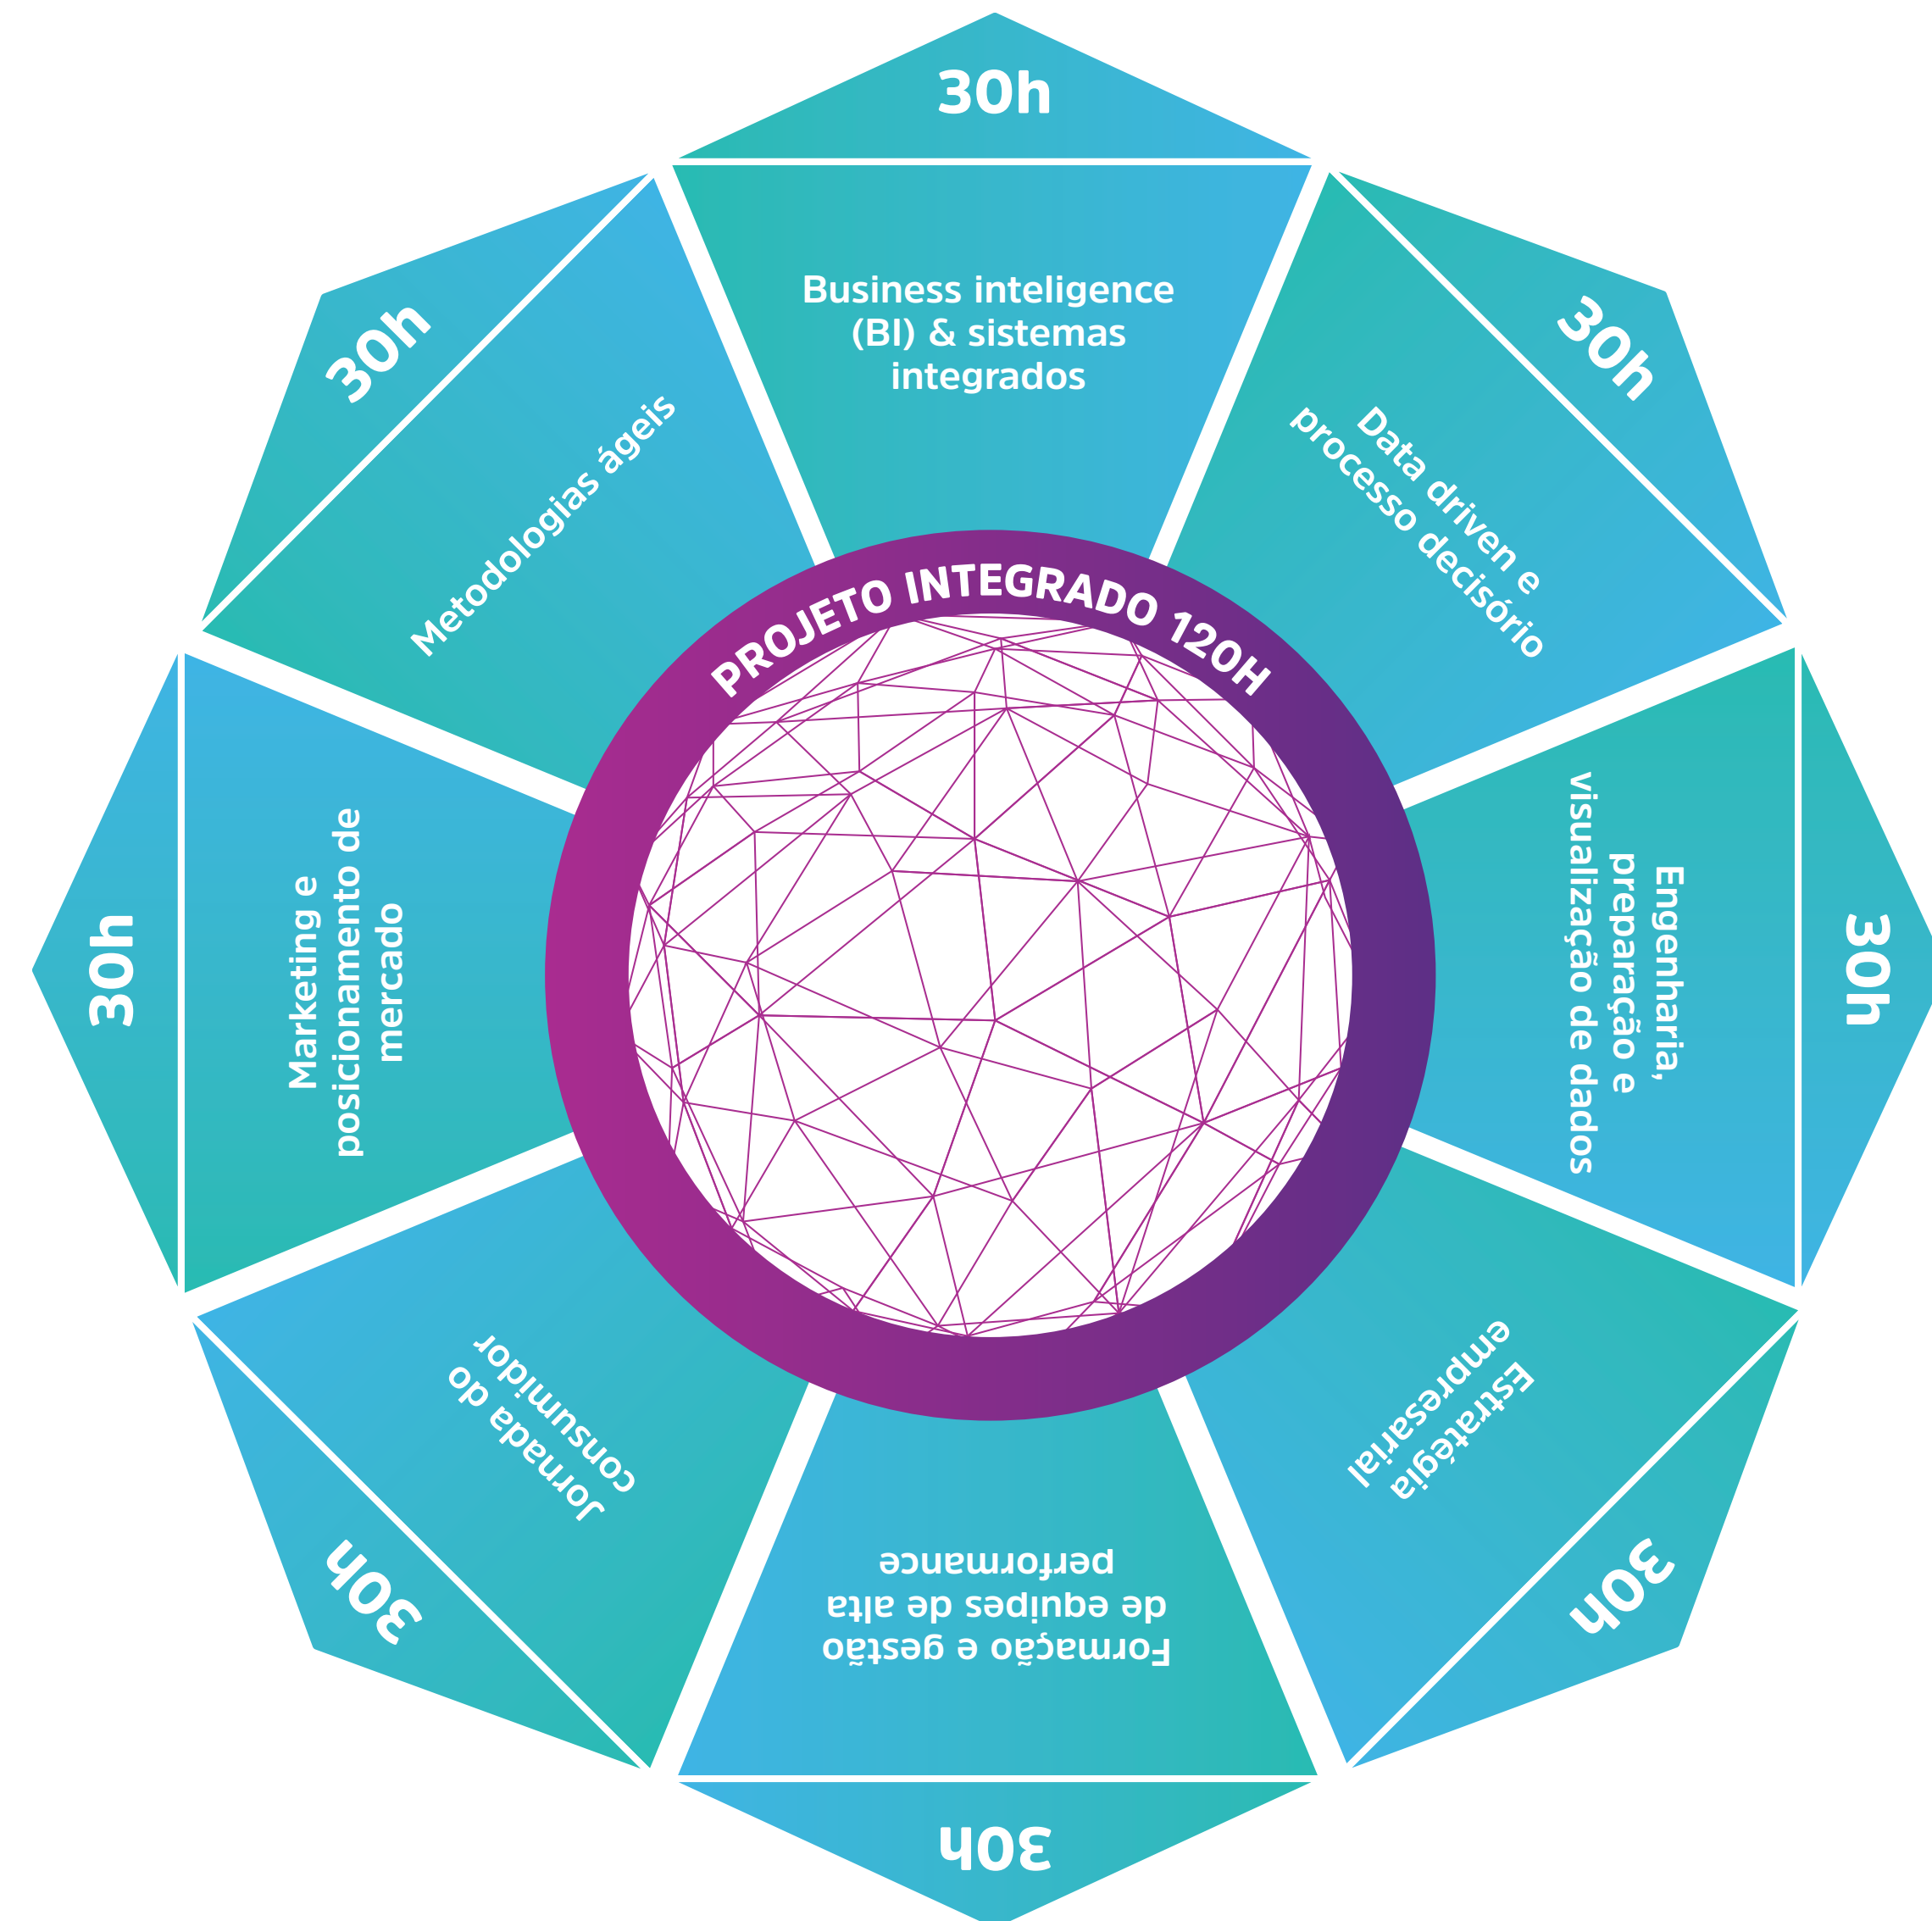 30h
Business inteligence
(BI) & sistemas
integrados
30h
Data driven e
processo decisório
30h
Engenharia,
preparação e
visualização de dados
30h
Estratégia
empresarial
30h
Formação e gestão
de equipes de alta
performance
30h
Jornada do
consumidor
30h
Marketing e
posicionamento de
mercado
30h
Metodologias àgeis
PROJETO INTEGRADO 120H